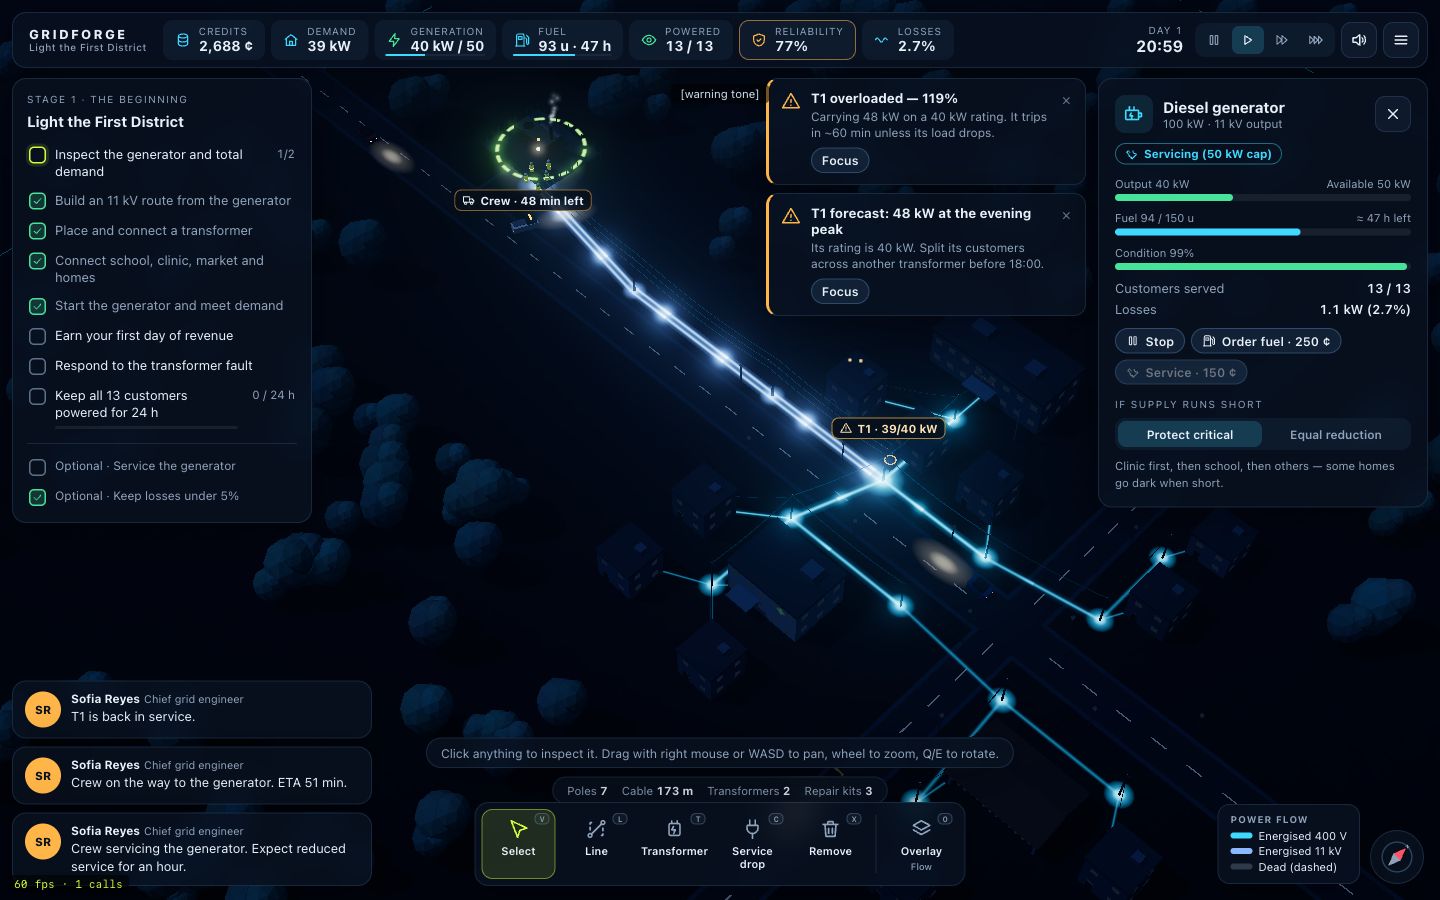 GRIDFORGE
Light the First District
CREDITS
2,688 ¢
DEMAND
39 kW
GENERATION
40 kW / 50
FUEL
93 u · 47 h
POWERED
13 / 13
RELIABILITY
77%
LOSSES
2.7%
DAY 1
20:59
STAGE 1 · THE BEGINNING
Light the First District
Inspect the generator and total
demand
1/2
Build an 11 kV route from the generator
Place and connect a transformer
Connect school, clinic, market and
homes
Start the generator and meet demand
Earn your first day of revenue
Respond to the transformer fault
Keep all 13 customers
powered for 24 h
0 / 24 h
Optional · Service the generator
Optional · Keep losses under 5%
[warning tone]
T1 overloaded — 119%
Carrying 48 kW on a 40 kW rating. It trips
in ~60 min unless its load drops.
Focus
T1 forecast: 48 kW at the evening
peak
Its rating is 40 kW. Split its customers
across another transformer before 18:00.
Focus
Crew · 48 min left
T1 · 39/40 kW
Diesel generator
100 kW · 11 kV output
Servicing (50 kW cap)
Output 40 kW
Available 50 kW
Fuel 94 / 150 u
≈ 47 h left
Condition 99%
Customers served
13 / 13
Losses
1.1 kW (2.7%)
Stop
Order fuel · 250 ¢
Service · 150 ¢
IF SUPPLY RUNS SHORT
Protect critical
Equal reduction
Clinic first, then school, then others — some homes
go dark when short.
Sofia Reyes Chief grid engineer
SR
T1 is back in service.
Sofia Reyes Chief grid engineer
SR
Crew on the way to the generator. ETA 51 min.
Sofia Reyes Chief grid engineer
SR
Crew servicing the generator. Expect reduced
service for an hour.
60 fps · 1 calls
Click anything to inspect it. Drag with right mouse or WASD to pan, wheel to zoom, Q/E to rotate.
Poles 7 Cable 173 m Transformers 2 Repair kits 3
V
Select
L
Line
T
Transformer
C
Service
drop
X
Remove
O
Overlay
Flow
POWER FLOW
Energised 400 V
Energised 11 kV
Dead (dashed)